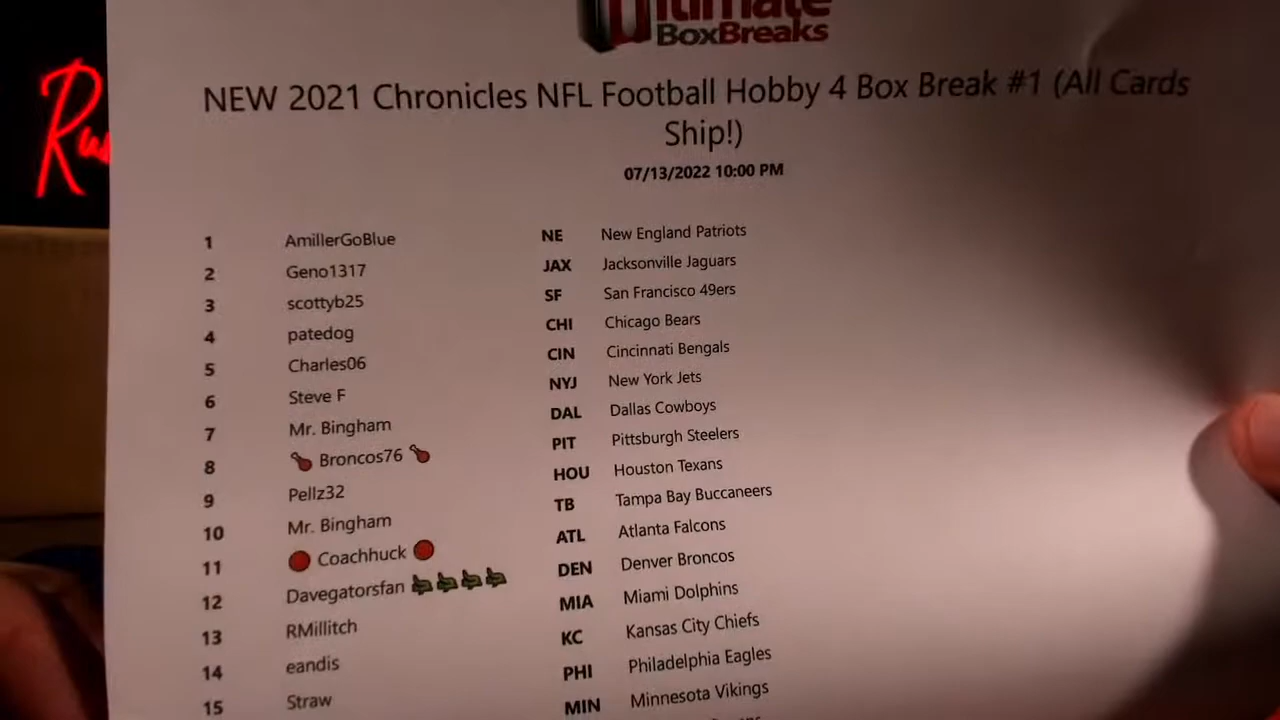 Ultimate
BoxBreaks
NEW 2021 Chronicles NFL Football Hobby 4 Box Break #1 (All Cards
Ship!)
07/13/2022 10:00 PM
1 AmillerGoBlue NE New England Patriots
2 Geno1317 JAX Jacksonville Jaguars
3 scottyb25 SF San Francisco 49ers
4 patedog CHI Chicago Bears
5 Charles06 CIN Cincinnati Bengals
6 Steve F NYJ New York Jets
7 Mr. Bingham DAL Dallas Cowboys
8 Broncos76 PIT Pittsburgh Steelers
9 Pellz32 HOU Houston Texans
10 Mr. Bingham TB Tampa Bay Buccaneers
11 Coachhuck ATL Atlanta Falcons
12 Davegatorsfan DEN Denver Broncos
13 RMillitch MIA Miami Dolphins
14 eandis KC Kansas City Chiefs
15 Straw PHI Philadelphia Eagles
MIN Minnesota Vikings